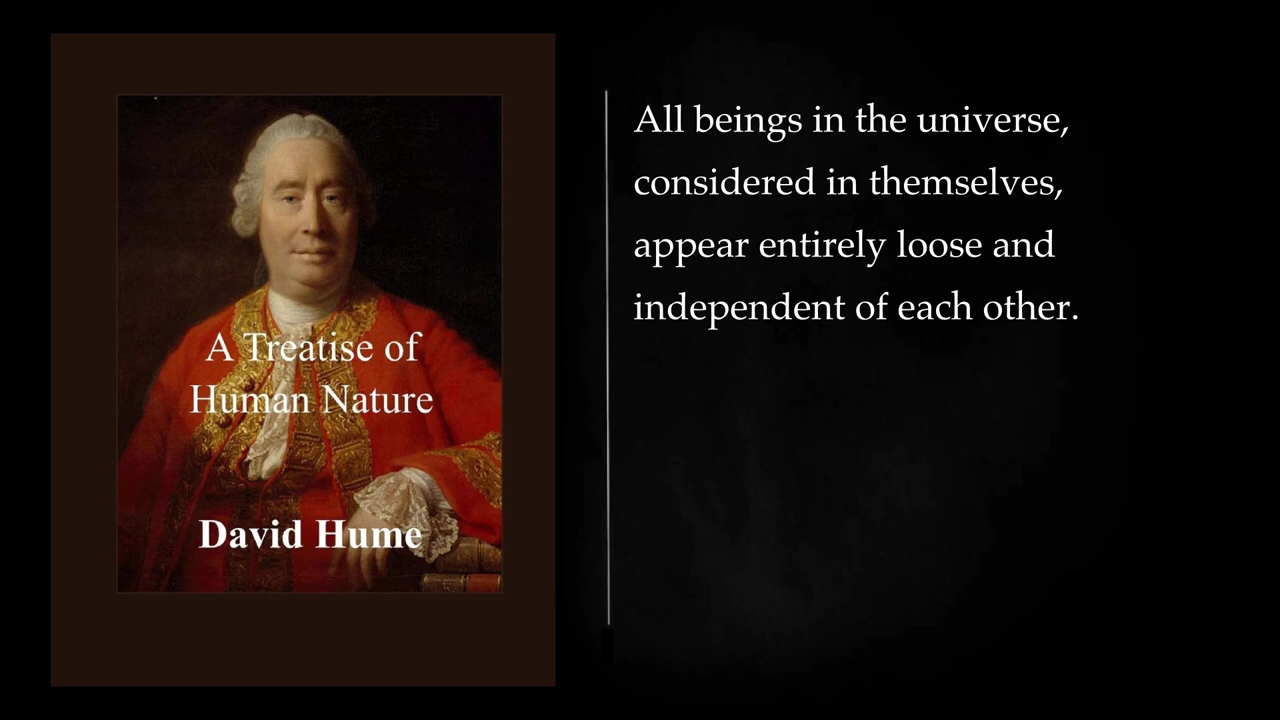 A Treatise of
Human Nature
David Hume
All beings in the universe,
considered in themselves,
appear entirely loose and
independent of each other.